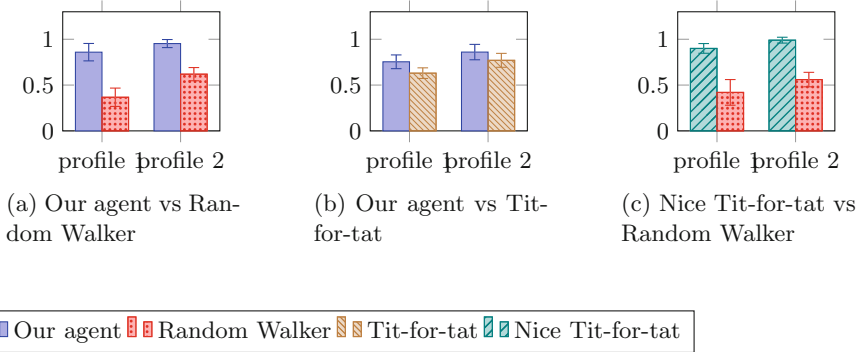 1
0.5
0
profile 1
profile 2
(a) Our agent vs Ran-
dom Walker
1
0.5
0
profile 1
profile 2
(b) Our agent vs Tit-
for-tat
1
0.5
0
profile 1
profile 2
(c) Nice Tit-for-tat vs
Random Walker
Our agent Random Walker Tit-for-tat Nice Tit-for-tat